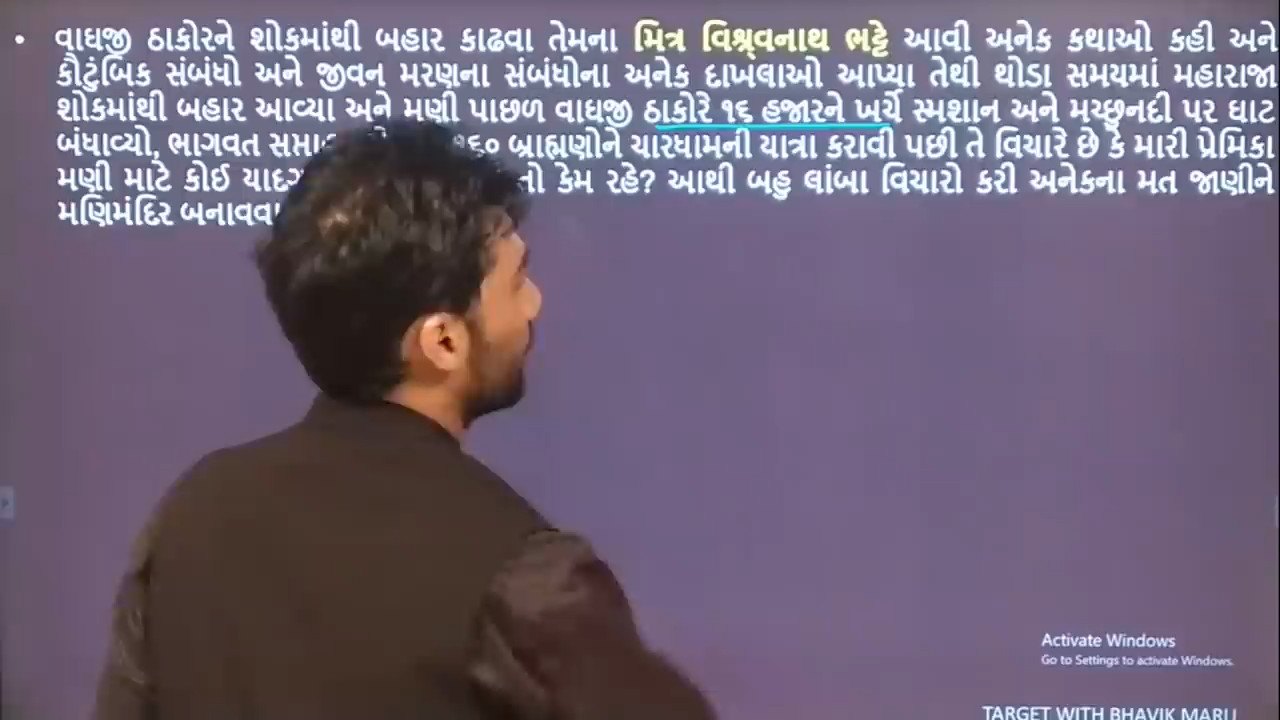 • વાઘજી ઠાકોરને શોકમાંથી બહાર કાઢવા તેમના મિત્ર વિશ્ર્વનાથ ભટ્ટે આવી અનેક કથાઓ કહી અને
કૌટુંબિક સંબંધો અને જીવન મરણના સંબંધોના અનેક દાખલાઓ આપ્યા તેથી થોડા સમયમાં મહારાજા
શોકમાંથી બહાર આવ્યા અને મણી પાછળ વાઘજી ઠાકોરે ૧૬ હજારને ખર્ચે સ્મશાન અને મચ્છુનદી પર ઘાટ
બંધાવ્યો, ભાગવત બ્રાહ્મણોને ચારધામની યાત્રા કરાવી પછી તે વિચારે છે કે મારી પ્રેમિકા
મણી માટે કોઈ તો કેમ રહે? આથી બહુ લાંબા વિચારો કરી અનેકના મત જાણીને
મણિમંદિર
Activate Windows
Go to Settings to activate Windows.
TARGET WITH BHAVIK MARU